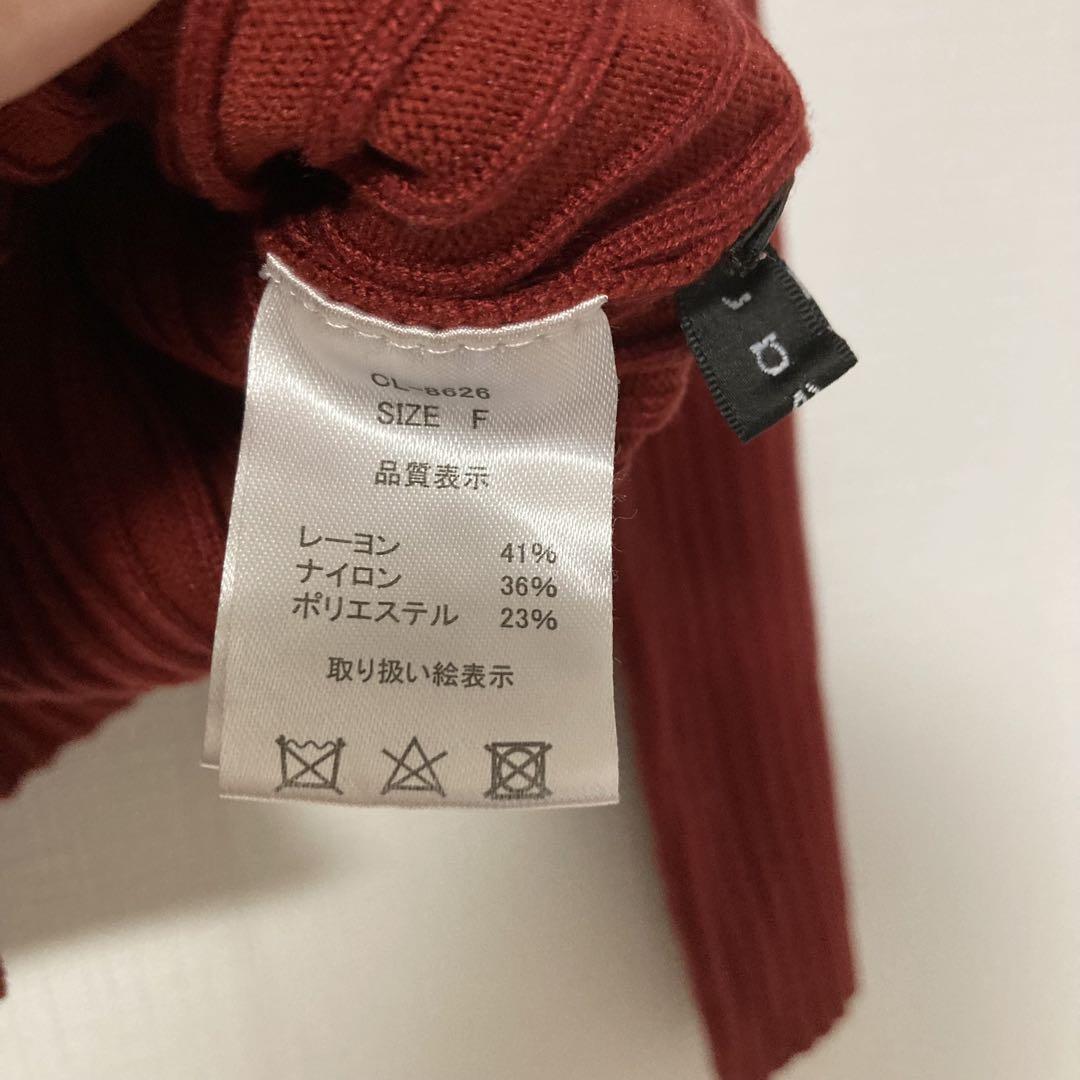 CL-8626
SIZE F
品質表示
レーヨン 41%
ナイロン 36%
ポリエステル 23%
取り扱い絵表示